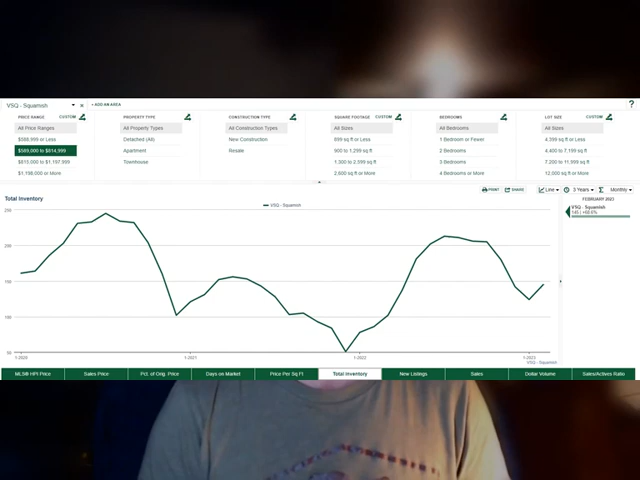 VSQ - Squamish
+ ADD AN AREA
?
PRICE RANGE CUSTOM
All Price Ranges
$588,999 or Less
$589,000 to $814,999
$815,000 to $1,197,999
$1,198,000 or More
PROPERTY TYPE
All Property Types
Detached (All)
Apartment
Townhouse
CONSTRUCTION TYPE
All Construction Types
New Construction
Resale
SQUARE FOOTAGE CUSTOM
All Sizes
899 sq ft or Less
900 to 1,299 sq ft
1,300 to 2,599 sq ft
2,600 sq ft or More
BEDROOMS
All Bedrooms
1 Bedroom or Fewer
2 Bedrooms
3 Bedrooms
4 Bedrooms or More
LOT SIZE CUSTOM
All Sizes
4,399 sq ft or Less
4,400 to 7,199 sq ft
7,200 to 11,999 sq ft
12,000 sq ft or More
PRINT SHARE Line 3 Years Σ Monthly
Total Inventory
VSQ - Squamish
FEBRUARY 2023
VSQ - Squamish
250
200
150
100
50
1-2020 1-2021 1-2022 1-2023
VSQ - Squamish
MLS® HPI Price Sales Price Pct. of Orig. Price Days on Market Price Per Sq Ft Total Inventory New Listings Sales Dollar Volume Sales/Actives Ratio